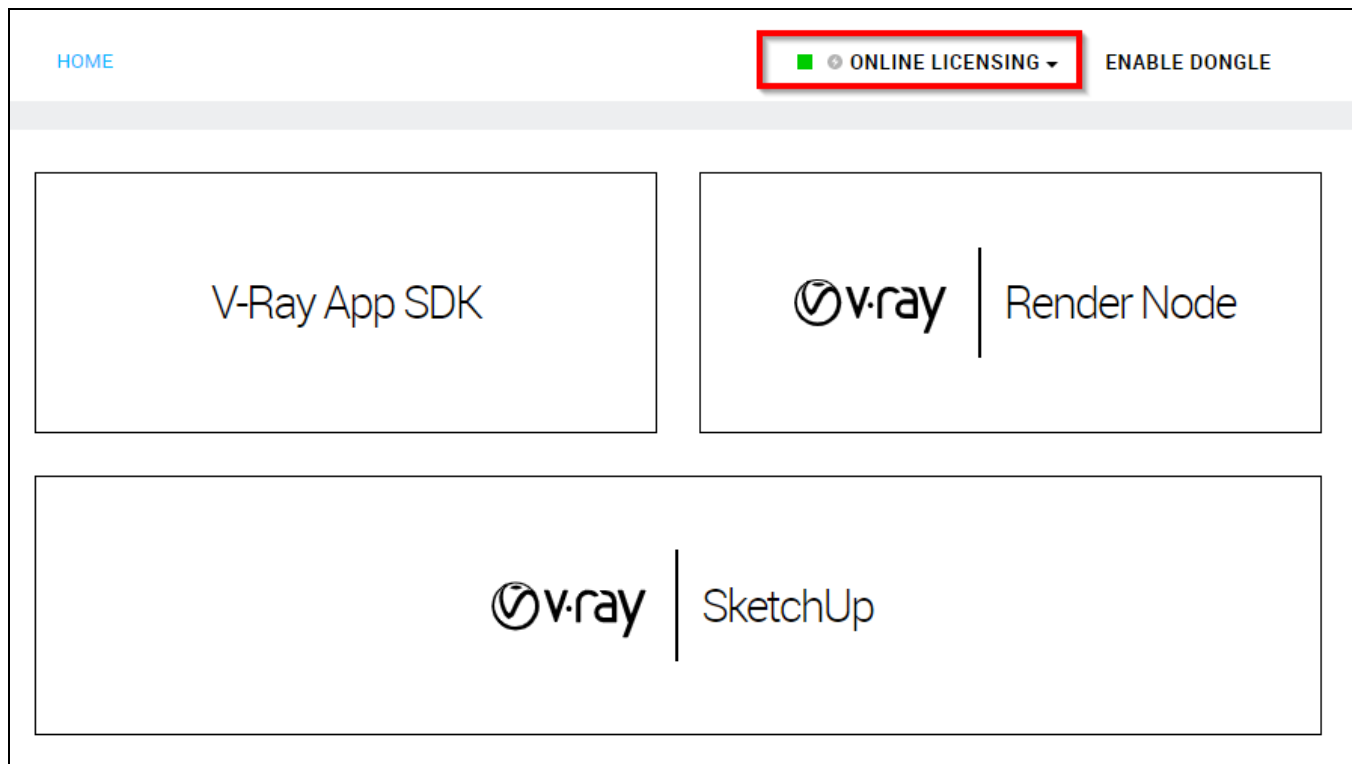 HOME
ONLINE LICENSING
ENABLE DONGLE
V-Ray App SDK
v·ray
Render Node
v·ray
SketchUp